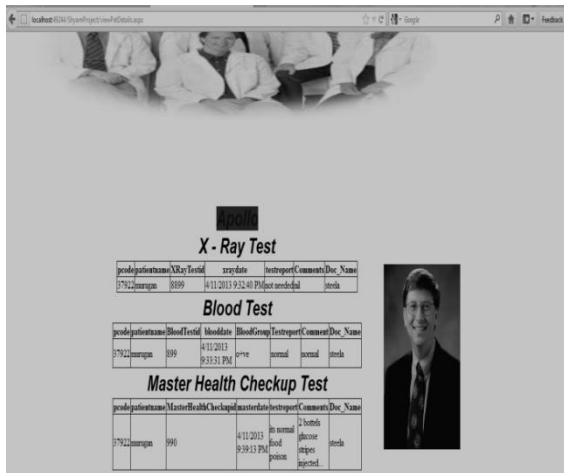 localhost:49244/ShyamProject/viewPatDetails.aspx
Google
Feedback
Apollo
X - Ray Test
pcode patientname XRayTestid xraydate testreport Comments Doc_Name
37922 murugan 8899 4/11/2013 9:32:40 PM not needed nil steela
Blood Test
pcode patientname BloodTestid blooddate BloodGroup Testreport Comment Doc_Name
37922 murugan 899 4/11/2013 9:33:31 PM o+ve normal normal steela
Master Health Checkup Test
pcode patientname MasterHealthCheckupid masterdate testreport Comments Doc_Name
37922 murugan 990 4/11/2013 9:39:13 PM its normal food poison 2 bottels glucose stripes injected... steela